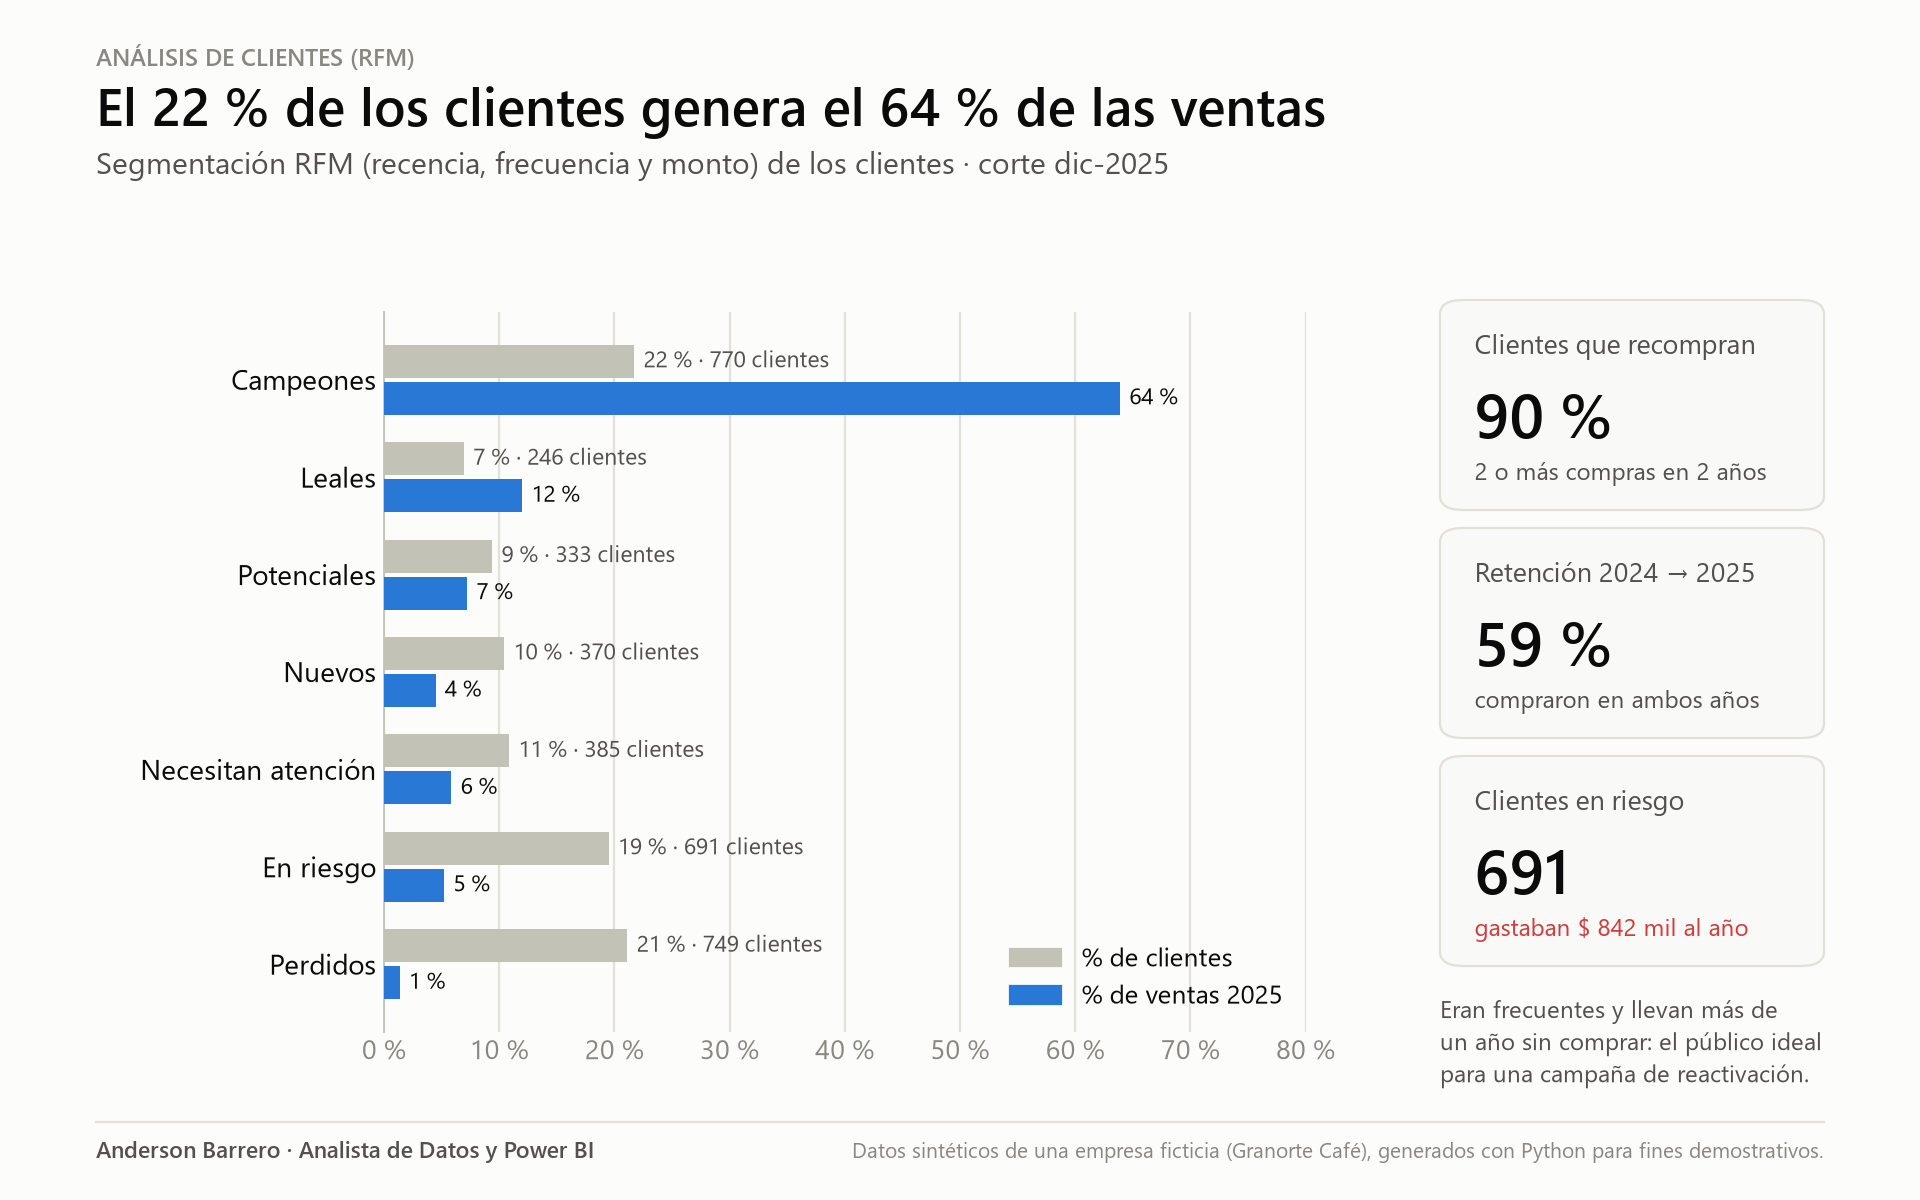 ANÁLISIS DE CLIENTES (RFM)
El 22 % de los clientes genera el 64 % de las ventas
Segmentación RFM (recencia, frecuencia y monto) de los clientes · corte dic-2025
Campeones
22 % · 770 clientes
64 %
Leales
7 % · 246 clientes
12 %
Potenciales
9 % · 333 clientes
7 %
Nuevos
10 % · 370 clientes
4 %
Necesitan atención
11 % · 385 clientes
6 %
En riesgo
19 % · 691 clientes
5 %
Perdidos
21 % · 749 clientes
1 %
% de clientes
% de ventas 2025
0 % 10 % 20 % 30 % 40 % 50 % 60 % 70 % 80 %
Clientes que recompran
90 %
2 o más compras en 2 años
Retención 2024 → 2025
59 %
compraron en ambos años
Clientes en riesgo
691
gastaban $ 842 mil al año
Eran frecuentes y llevan más de
un año sin comprar: el público ideal
para una campaña de reactivación.
Anderson Barrero · Analista de Datos y Power BI
Datos sintéticos de una empresa ficticia (Granorte Café), generados con Python para fines demostrativos.